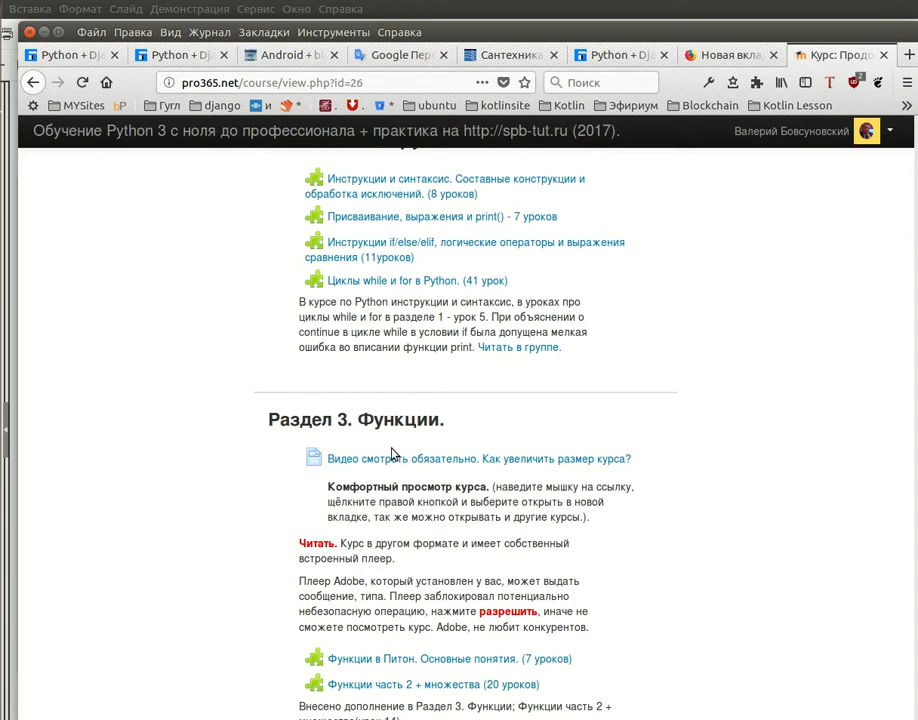 Вставка Формат Слайд Демонстрация Сервис Окно Справка
Файл Правка Вид Журнал Закладки Инструменты Справка
Python + Dja Python + Dj Android + b Google Пер Сантехника Python + Dja Новая вкла Курс: Продо
pro365.net/course/view.php?id=26 Поиск 2
MYSites bP Гугл django и ubuntu kotlinsite Kotlin Эфириум Blockchain Kotlin Lesson
Обучение Python 3 с ноля до профессионала + практика на http://spb-tut.ru (2017). Валерий Бовсуновский
Инструкции и синтаксис. Составные конструкции и
обработка исключений. (8 уроков)
Присваивание, выражения и print() - 7 уроков
Инструкции if/else/elif, логические операторы и выражения
сравнения (11уроков)
Циклы while и for в Python. (41 урок)
В курсе по Python инструкции и синтаксис, в уроках про
циклы while и for в разделе 1 - урок 5. При объяснении о
continue в цикле while в условии if была допущена мелкая
ошибка во вписании функции print. Читать в группе.
Раздел 3. Функции.
Видео смотреть обязательно. Как увеличить размер курса?
Комфортный просмотр курса. (наведите мышку на ссылку,
щёлкните правой кнопкой и выберите открыть в новой
вкладке, так же можно открывать и другие курсы.).
Читать. Курс в другом формате и имеет собственный
встроенный плеер.
Плеер Adobe, который установлен у вас, может выдать
сообщение, типа. Плеер заблокировал потенциально
небезопасную операцию, нажмите разрешить, иначе не
сможете посмотреть курс. Adobe, не любит конкурентов.
Функции в Питон. Основные понятия. (7 уроков)
Функции часть 2 + множества (20 уроков)
Внесено дополнение в Раздел 3. Функции; Функции часть 2 +